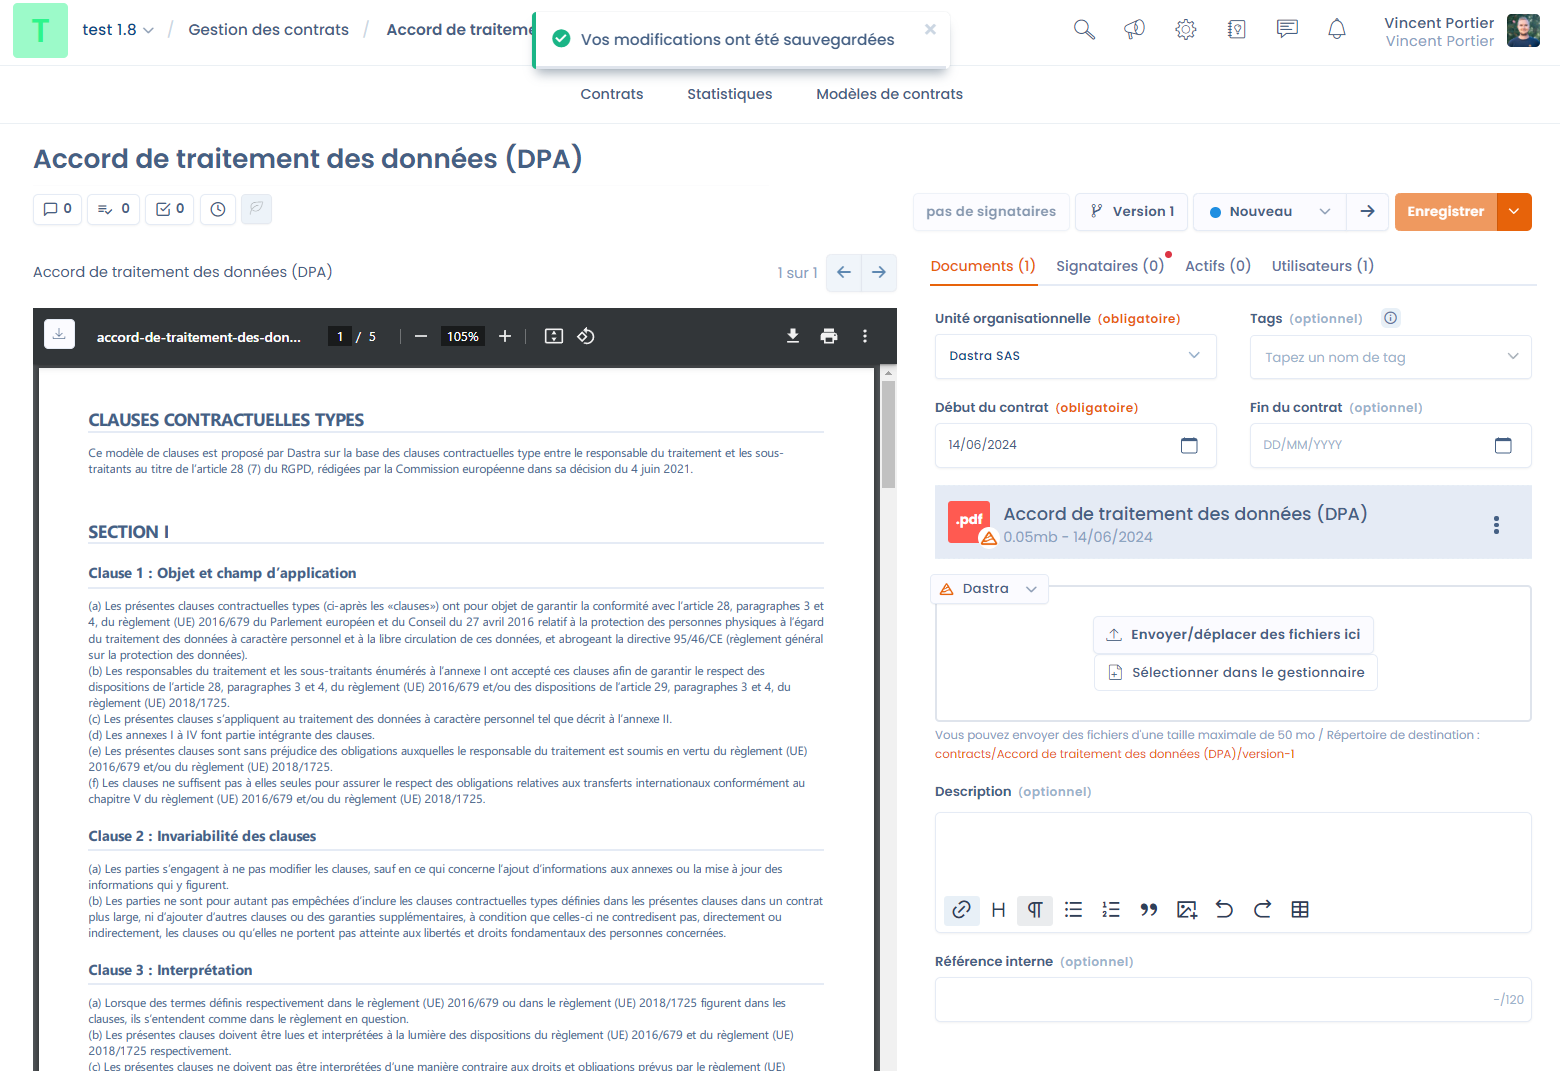 T
test 1.8 / Gestion des contrats / Accord de traiteme
Vos modifications ont été sauvegardées
Vincent Portier
Vincent Portier
Contrats Statistiques Modèles de contrats
Accord de traitement des données (DPA)
0 0 0
pas de signataires Version 1 Nouveau Enregistrer
Accord de traitement des données (DPA)
1 sur 1
accord-de-traitement-des-don... 1 / 5 105%
CLAUSES CONTRACTUELLES TYPES
Ce modèle de clauses est proposé par Dastra sur la base des clauses contractuelles type entre le responsable du traitement et les sous-
traitants au titre de l'article 28 (7) du RGPD, rédigées par la Commission européenne dans sa décision du 4 juin 2021.
SECTION I
Clause 1 : Objet et champ d’application
(a) Les présentes clauses contractuelles types (ci-après les «clauses») ont pour objet de garantir la conformité avec l’article 28, paragraphes 3 et
4, du règlement (UE) 2016/679 du Parlement européen et du Conseil du 27 avril 2016 relatif à la protection des personnes physiques à l’égard
du traitement des données à caractère personnel et à la libre circulation de ces données, et abrogeant la directive 95/46/CE (règlement général
sur la protection des données).
(b) Les responsables du traitement et les sous-traitants énumérés à l’annexe I ont accepté ces clauses afin de garantir le respect des
dispositions de l’article 28, paragraphes 3 et 4, du règlement (UE) 2016/679 et/ou des dispositions de l’article 29, paragraphes 3 et 4, du
règlement (UE) 2018/1725.
(c) Les présentes clauses s’appliquent au traitement des données à caractère personnel tel que décrit à l’annexe II.
(d) Les annexes I à IV font partie intégrante des clauses.
(e) Les présentes clauses sont sans préjudice des obligations auxquelles le responsable du traitement est soumis en vertu du règlement (UE)
2016/679 et/ou du règlement (UE) 2018/1725.
(f) Les clauses ne suffisent pas à elles seules pour assurer le respect des obligations relatives aux transferts internationaux conformément au
chapitre V du règlement (UE) 2016/679 et/ou du règlement (UE) 2018/1725.
Clause 2 : Invariabilité des clauses
(a) Les parties s’engagent à ne pas modifier les clauses, sauf en ce qui concerne l’ajout d’informations aux annexes ou la mise à jour des
informations qui y figurent.
(b) Les parties ne sont pour autant pas empêchées d’inclure les clauses contractuelles types définies dans les présentes clauses dans un contrat
plus large, ni d’ajouter d’autres clauses ou des garanties supplémentaires, à condition que celles-ci ne contredisent pas, directement ou
indirectement, les clauses ou qu’elles ne portent pas atteinte aux libertés et droits fondamentaux des personnes concernées.
Clause 3 : Interprétation
(a) Lorsque des termes définis respectivement dans le règlement (UE) 2016/679 ou dans le règlement (UE) 2018/1725 figurent dans les
clauses, ils s’entendent comme dans le règlement en question.
(b) Les présentes clauses doivent être lues et interprétées à la lumière des dispositions du règlement (UE) 2016/679 et du règlement (UE)
2018/1725 respectivement.
(c) Les présentes clauses ne doivent pas être interprétées d’une manière contraire aux droits et obligations prévus par le règlement (UE)
Documents (1) Signataires (0) Actifs (0) Utilisateurs (1)
Unité organisationnelle (obligatoire) Tags (optionnel)
Dastra SAS Tapez un nom de tag
Début du contrat (obligatoire) Fin du contrat (optionnel)
14/06/2024 DD/MM/YYYY
.pdf Accord de traitement des données (DPA)
0.05mb - 14/06/2024
Dastra
Envoyer/déplacer des fichiers ici
Sélectionner dans le gestionnaire
Vous pouvez envoyer des fichiers d'une taille maximale de 50 mo / Répertoire de destination :
contracts/Accord de traitement des données (DPA)/version-1
Description (optionnel)
H
Référence interne (optionnel)
-/120